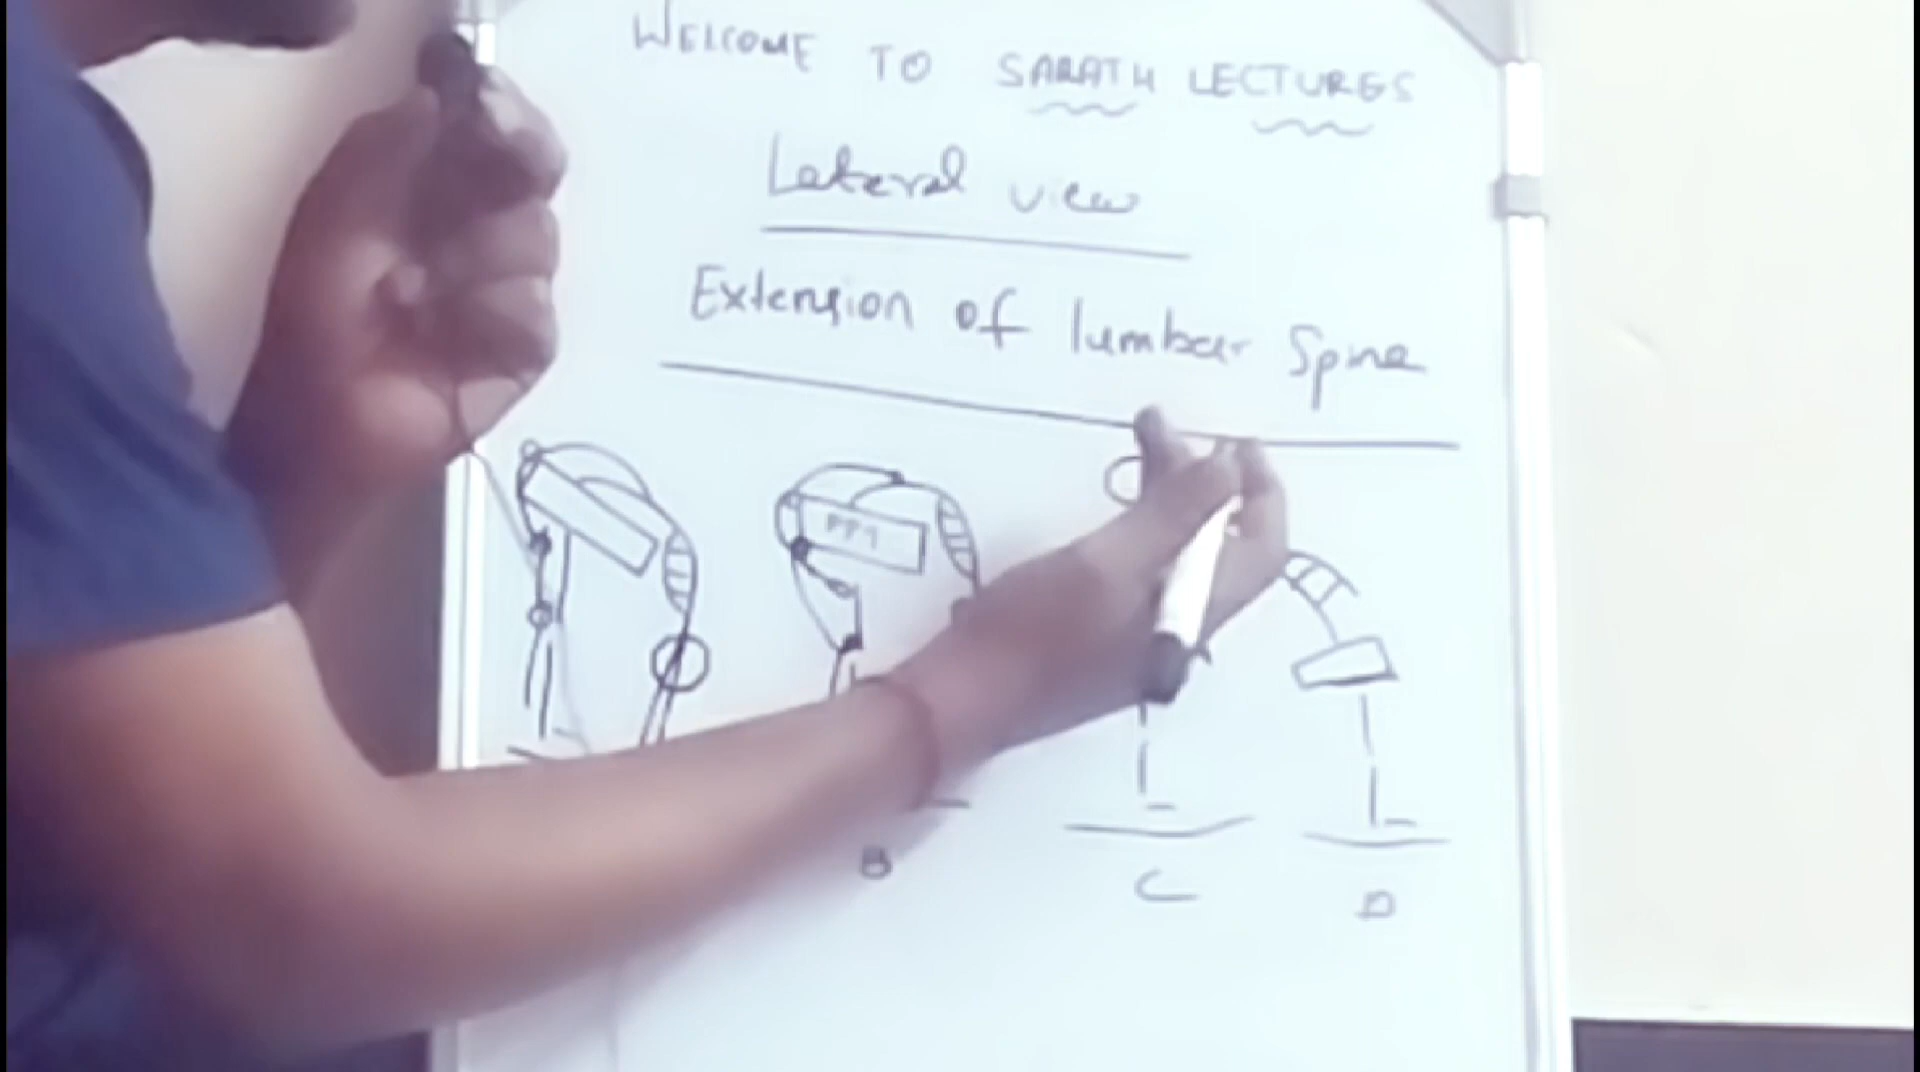 WELCOME TO SARATH LECTURES
Lateral view
Extension of lumbar Spine
B
C
D